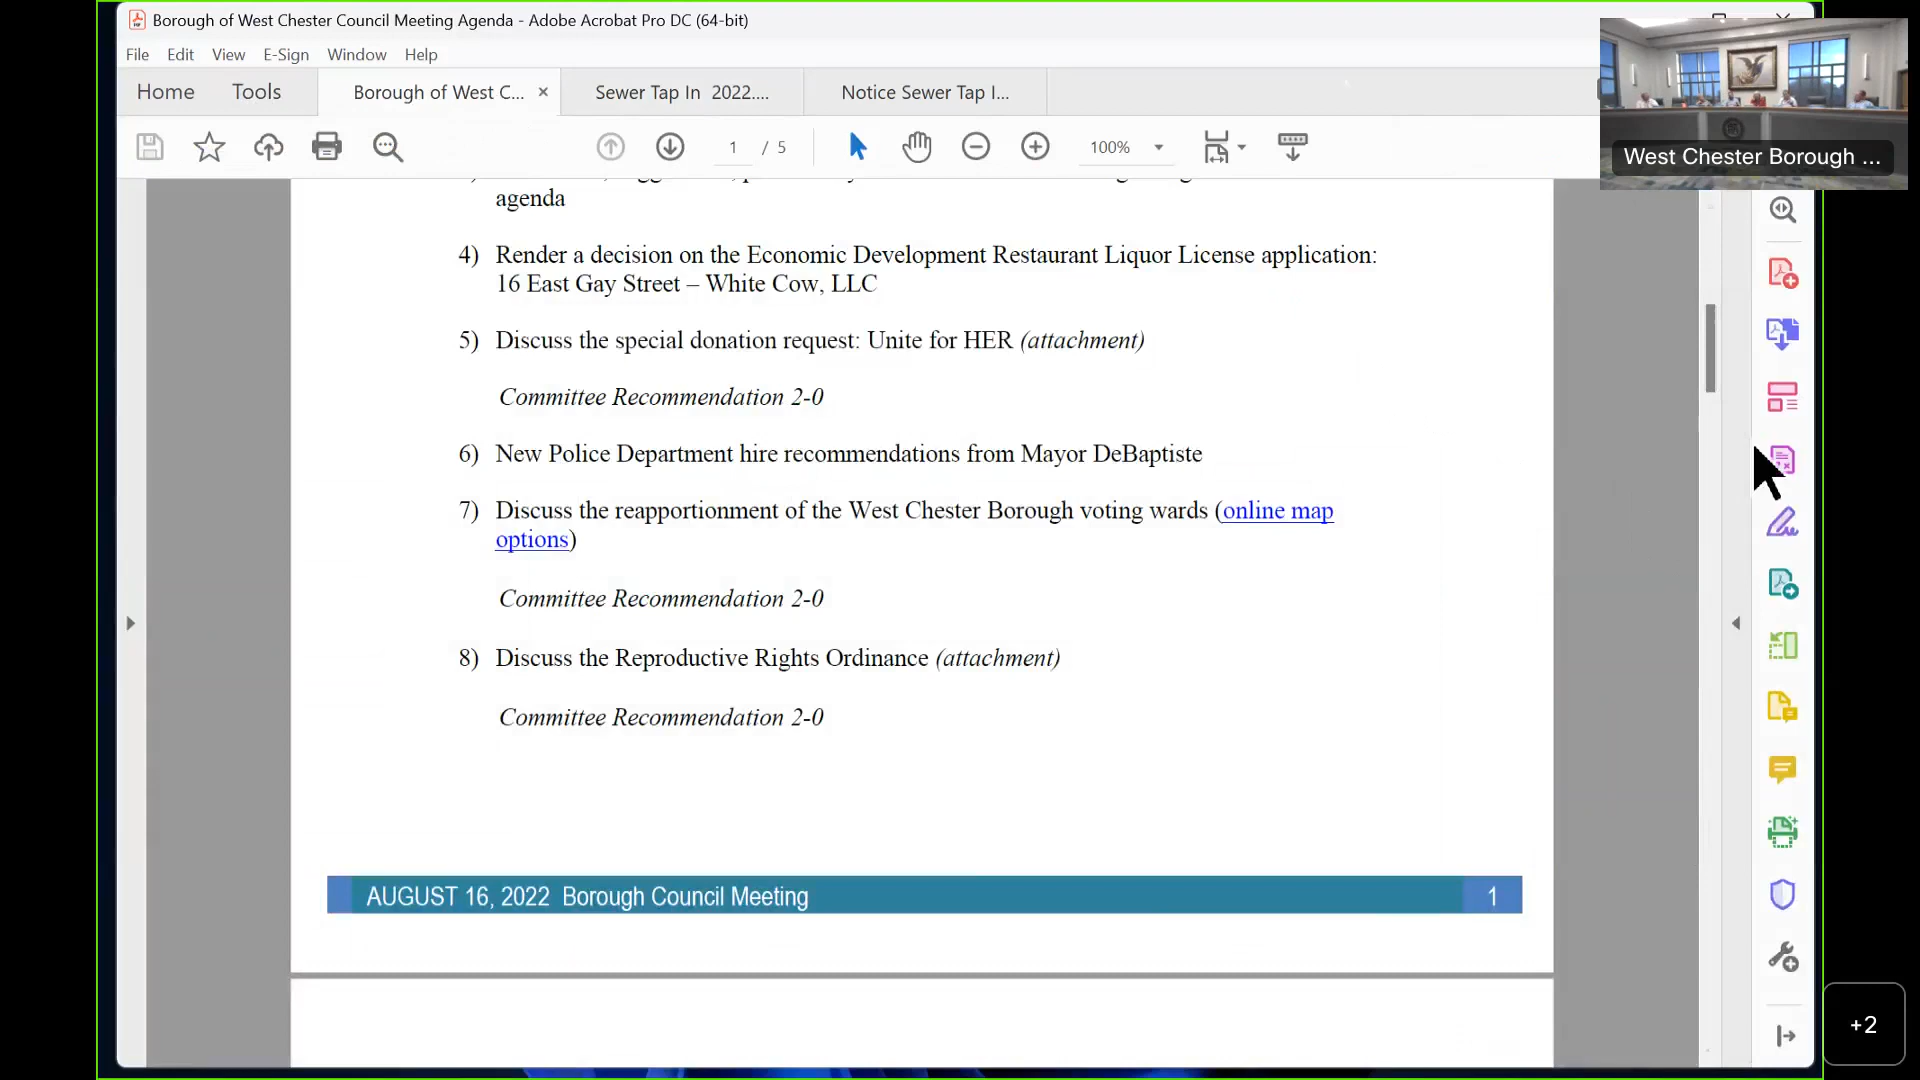 Borough of West Chester Council Meeting Agenda - Adobe Acrobat Pro DC (64-bit)
File Edit View E-Sign Window Help
Home Tools Borough of West C... Sewer Tap In 2022.... Notice Sewer Tap I...
1 / 5 100%
West Chester Borough ...
agenda
4) Render a decision on the Economic Development Restaurant Liquor License application:
16 East Gay Street – White Cow, LLC
5) Discuss the special donation request: Unite for HER (attachment)
Committee Recommendation 2-0
6) New Police Department hire recommendations from Mayor DeBaptiste
7) Discuss the reapportionment of the West Chester Borough voting wards (online map
options)
Committee Recommendation 2-0
8) Discuss the Reproductive Rights Ordinance (attachment)
Committee Recommendation 2-0
AUGUST 16, 2022 Borough Council Meeting 1
+2